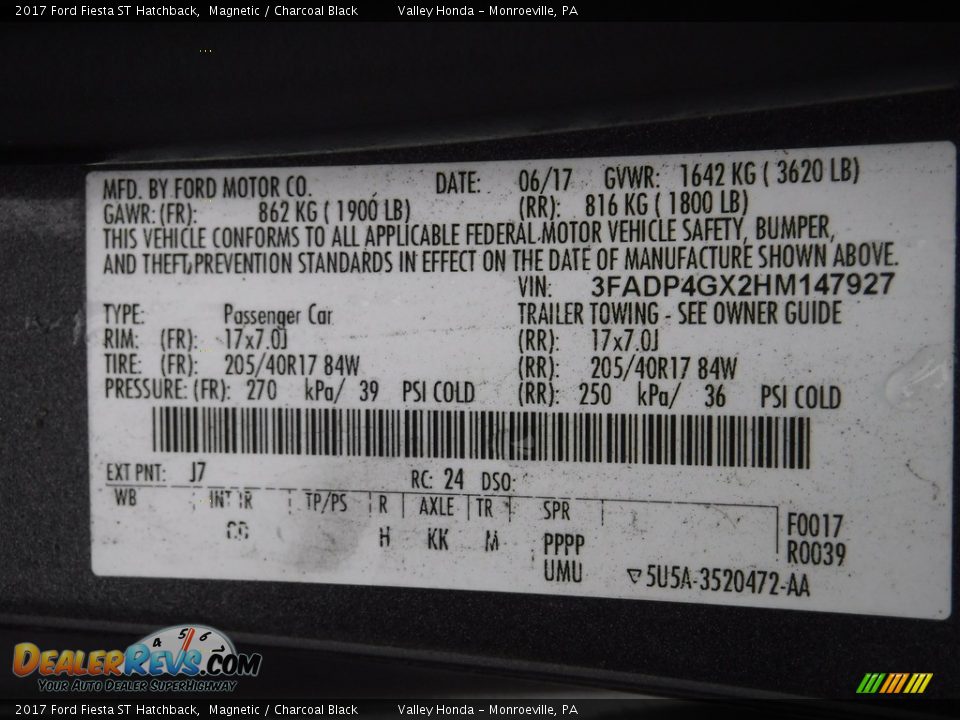 2017 Ford Fiesta ST Hatchback, Magnetic / Charcoal Black Valley Honda - Monroeville, PA
MFD. BY FORD MOTOR CO. DATE: 06/17 GVWR: 1642 KG ( 3620 LB)
GAWR: (FR): 862 KG ( 1900 LB) (RR): 816 KG ( 1800 LB)
THIS VEHICLE CONFORMS TO ALL APPLICABLE FEDERAL MOTOR VEHICLE SAFETY, BUMPER,
AND THEFT PREVENTION STANDARDS IN EFFECT ON THE DATE OF MANUFACTURE SHOWN ABOVE.
VIN: 3FADP4GX2HM147927
TYPE: Passenger Car TRAILER TOWING - SEE OWNER GUIDE
RIM: (FR): 17x7.0J (RR): 17x7.0J
TIRE: (FR): 205/40R17 84W (RR): 205/40R17 84W
PRESSURE: (FR): 270 kPa/ 39 PSI COLD (RR): 250 kPa/ 36 PSI COLD
EXT PNT: J7 RC: 24 DSO:
WB INT TR TP/PS R AXLE TR SPR
H KK M PPPP
UMU
F0017
R0039
5U5A-3520472-AA
4 5 6
DEALERREVS.COM
YOUR AUTO DEALER SUPERHIGHWAY
2017 Ford Fiesta ST Hatchback, Magnetic / Charcoal Black Valley Honda - Monroeville, PA